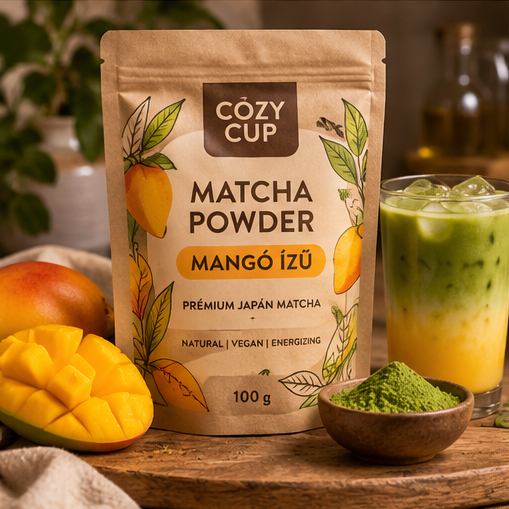 CÓZY
CUP
MATCHA
POWDER
MANGÓ ÍZŰ
PRÉMIUM JAPÁN MATCHA
NATURAL | VEGAN | ENERGIZING
100 g